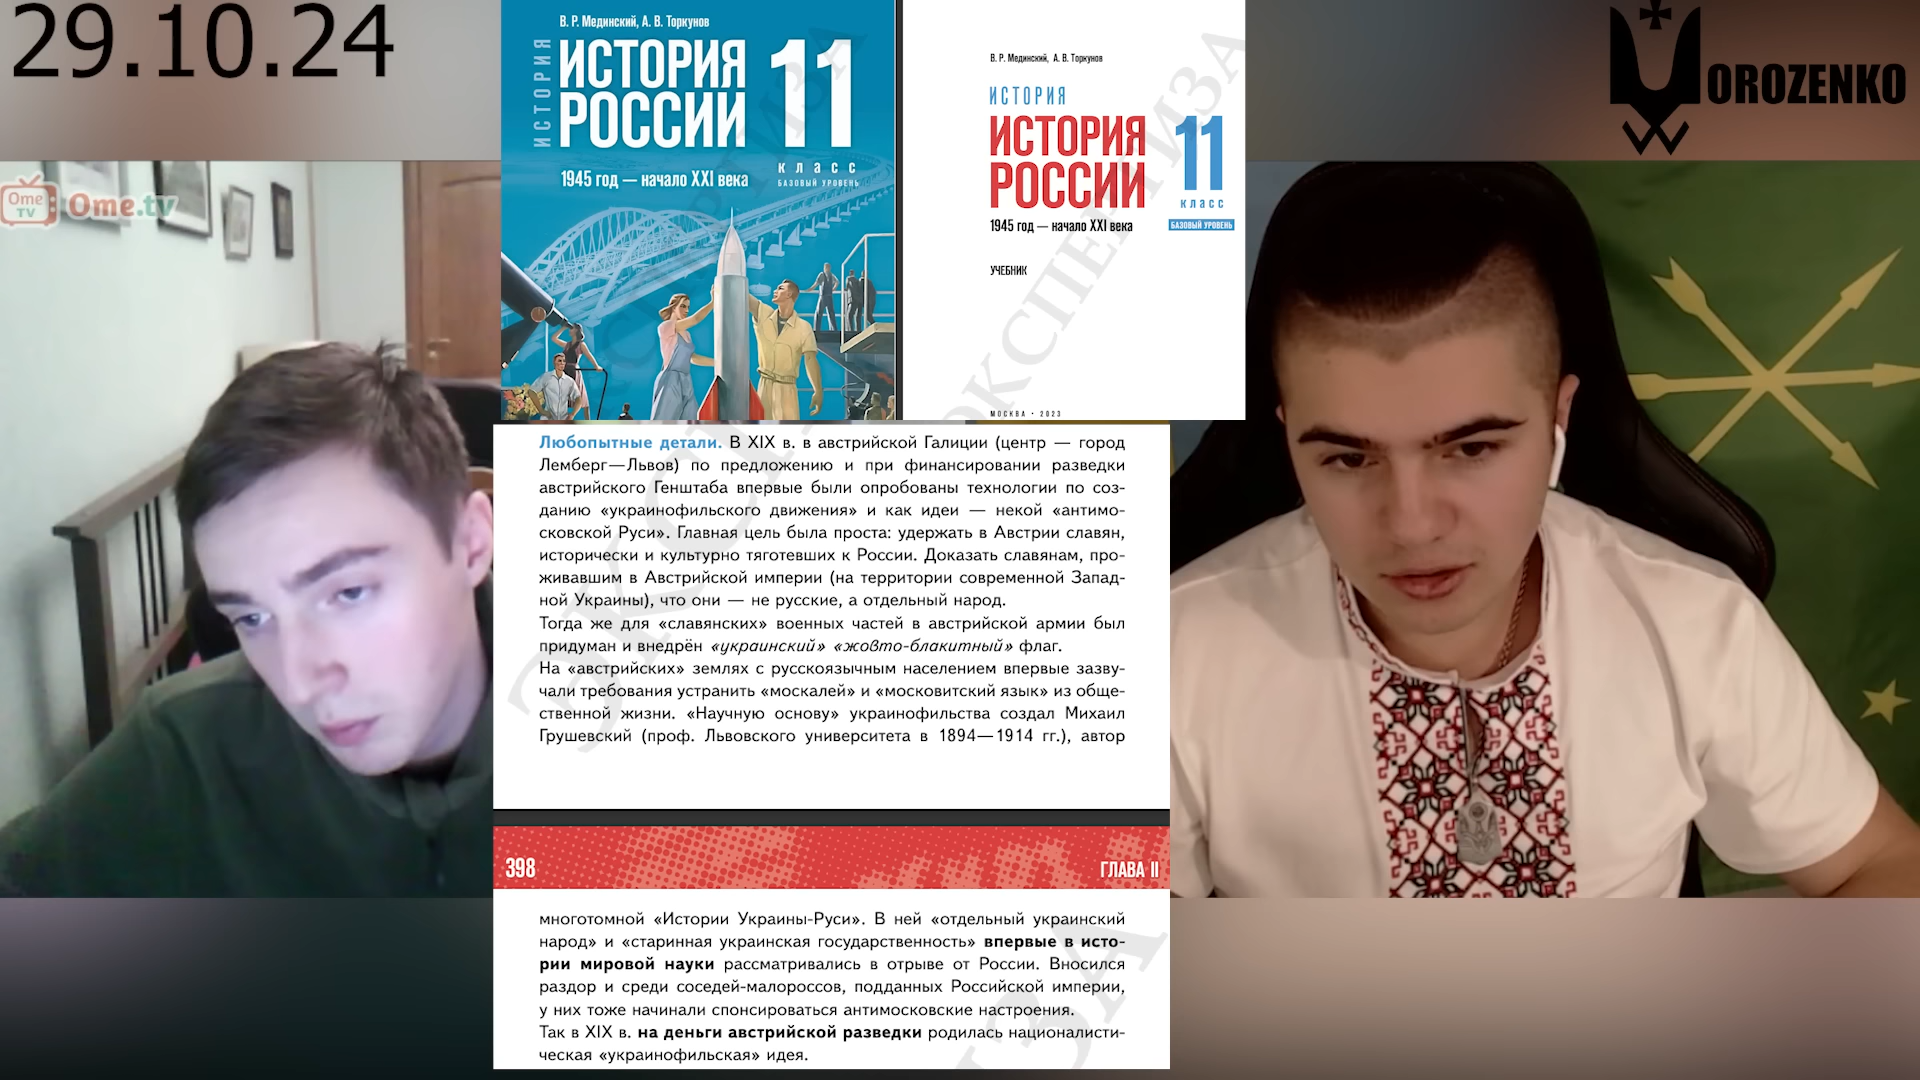 29.10.24
OROZENKO
Ome
TV
Ome.tv
В. Р. Мединский, А. В. Торкунов
ИСТОРИЯ
ИСТОРИЯ
РОССИИ
11
класс
БАЗОВЫЙ УРОВЕНЬ
1945 год — начало XXI века
В. Р. Мединский, А. В. Торкунов
ИСТОРИЯ
ИСТОРИЯ
РОССИИ
11
класс
БАЗОВЫЙ УРОВЕНЬ
1945 год — начало XXI века
УЧЕБНИК
МОСКВА • 2023
ЭКСПЕРТИЗА
Любопытные детали. В XIX в. в австрийской Галиции (центр — город
Лемберг—Львов) по предложению и при финансировании разведки
австрийского Генштаба впервые были опробованы технологии по соз-
данию «украинофильского движения» и как идеи — некой «антимо-
сковской Руси». Главная цель была проста: удержать в Австрии славян,
исторически и культурно тяготевших к России. Доказать славянам, про-
живавшим в Австрийской империи (на территории современной Запад-
ной Украины), что они — не русские, а отдельный народ.
Тогда же для «славянских» военных частей в австрийской армии был
придуман и внедрён «украинский» «жовто-блакитный» флаг.
На «австрийских» землях с русскоязычным населением впервые зазву-
чали требования устранить «москалей» и «московитский язык» из обще-
ственной жизни. «Научную основу» украинофильства создал Михаил
Грушевский (проф. Львовского университета в 1894—1914 гг.), автор
398
ГЛАВА II
многотомной «Истории Украины-Руси». В ней «отдельный украинский
народ» и «старинная украинская государственность» впервые в исто-
рии мировой науки рассматривались в отрыве от России. Вносился
раздор и среди соседей-малороссов, подданных Российской империи,
у них тоже начинали спонсироваться антимосковские настроения.
Так в XIX в. на деньги австрийской разведки родилась националисти-
ческая «украинофильская» идея.